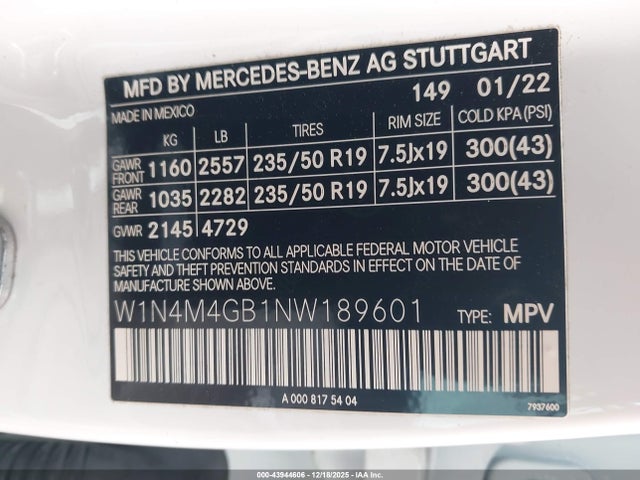 MFD BY MERCEDES-BENZ AG STUTTGART
MADE IN MEXICO 149 01/22
KG LB TIRES RIM SIZE COLD KPA (PSI)
GAWR FRONT 1160 2557 235/50 R19 7.5Jx19 300(43)
GAWR REAR 1035 2282 235/50 R19 7.5Jx19 300(43)
GVWR 2145 4729
THIS VEHICLE CONFORMS TO ALL APPLICABLE FEDERAL MOTOR VEHICLE
SAFETY AND THEFT PREVENTION STANDARDS IN EFFECT ON THE DATE
OF MANUFACTURE SHOWN ABOVE.
W1N4M4GB1NW189601 TYPE: MPV
A 000 817 54 04
7937600
000-43944606 - 12/18/2025 - IAAI.COM